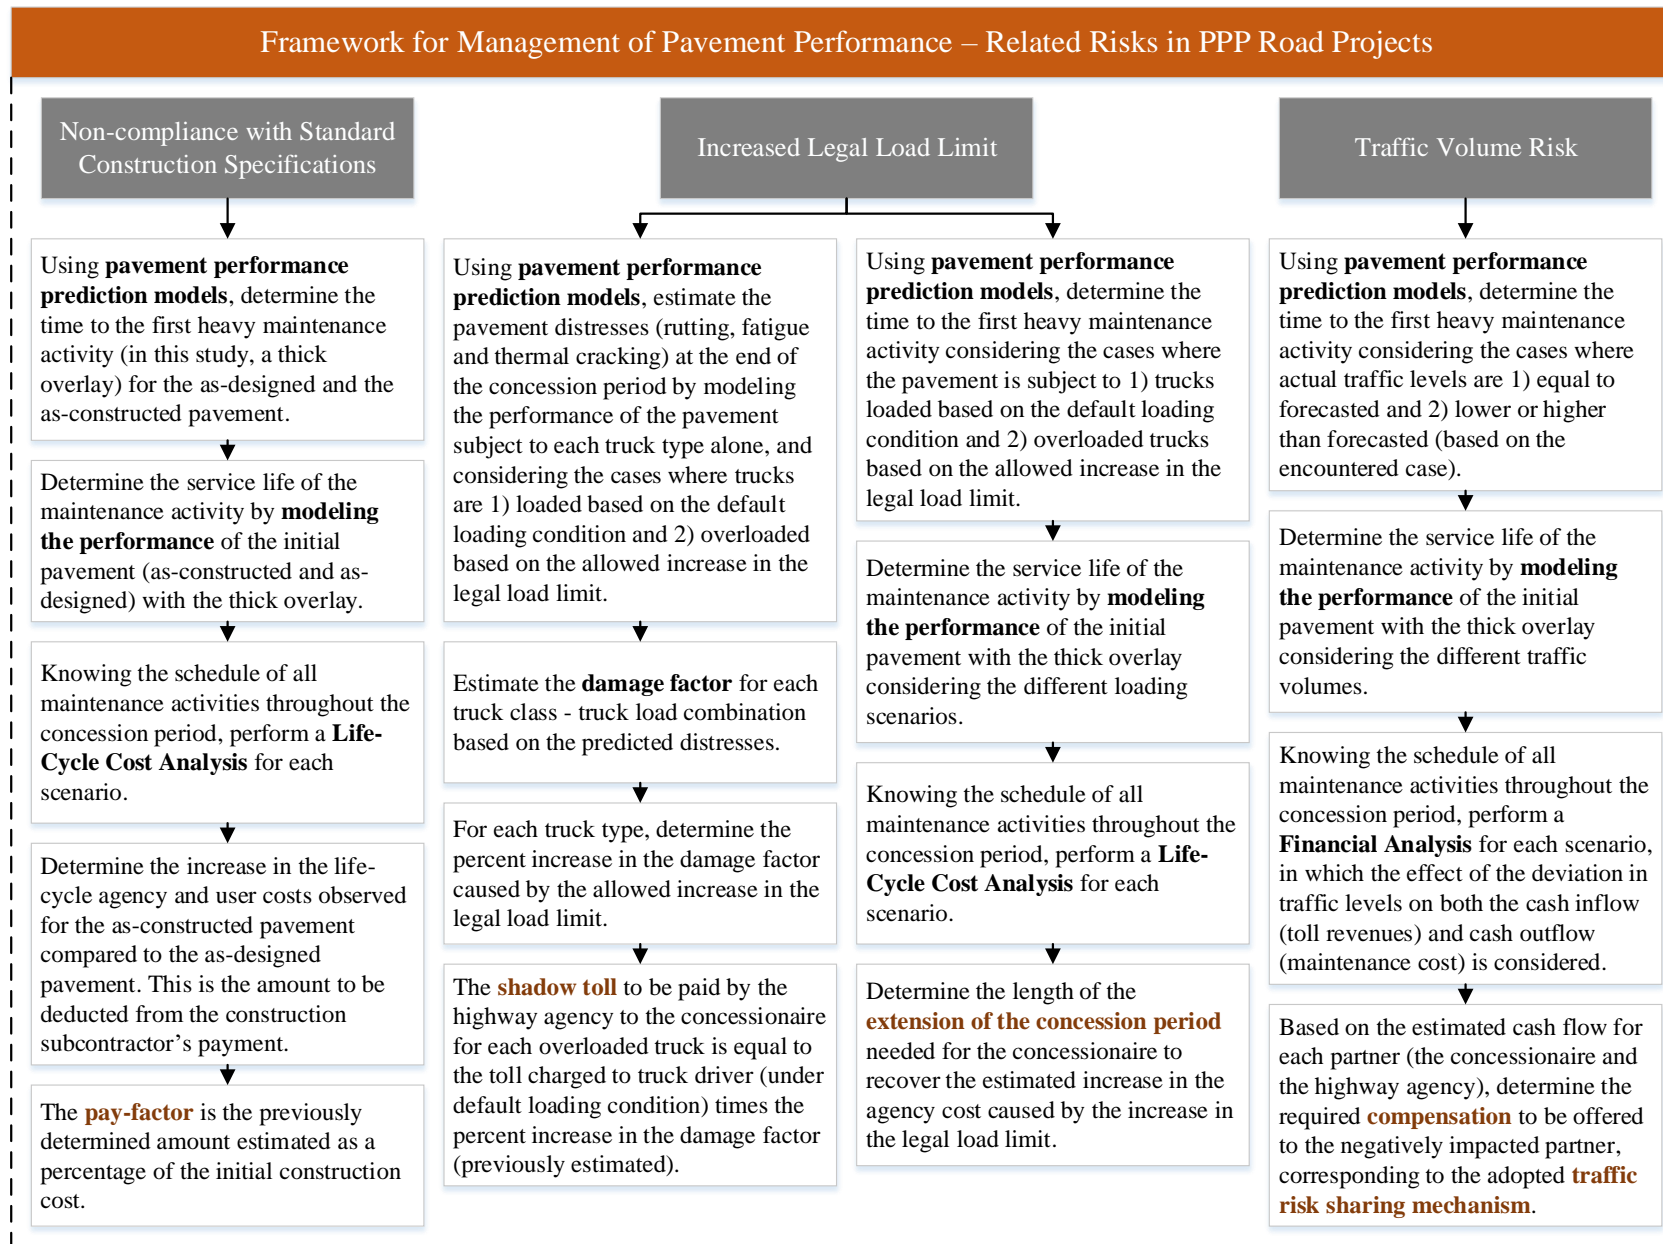 Framework for Management of Pavement Performance – Related Risks in PPP Road Projects
Non-compliance with Standard
Construction Specifications
Using pavement performance
prediction models, determine the
time to the first heavy maintenance
activity (in this study, a thick
overlay) for the as-designed and the
as-constructed pavement.
Determine the service life of the
maintenance activity by modeling
the performance of the initial
pavement (as-constructed and as-
designed) with the thick overlay.
Knowing the schedule of all
maintenance activities throughout the
concession period, perform a Life-
Cycle Cost Analysis for each
scenario.
Determine the increase in the life-
cycle agency and user costs observed
for the as-constructed pavement
compared to the as-designed
pavement. This is the amount to be
deducted from the construction
subcontractor’s payment.
The pay-factor is the previously
determined amount estimated as a
percentage of the initial construction
cost.
Increased Legal Load Limit
Using pavement performance
prediction models, estimate the
pavement distresses (rutting, fatigue
and thermal cracking) at the end of
the concession period by modeling
the performance of the pavement
subject to each truck type alone, and
considering the cases where trucks
are 1) loaded based on the default
loading condition and 2) overloaded
based on the allowed increase in the
legal load limit.
Estimate the damage factor for each
truck class - truck load combination
based on the predicted distresses.
For each truck type, determine the
percent increase in the damage factor
caused by the allowed increase in the
legal load limit.
The shadow toll to be paid by the
highway agency to the concessionaire
for each overloaded truck is equal to
the toll charged to truck driver (under
default loading condition) times the
percent increase in the damage factor
(previously estimated).
Using pavement performance
prediction models, determine the
time to the first heavy maintenance
activity considering the cases where
the pavement is subject to 1) trucks
loaded based on the default loading
condition and 2) overloaded trucks
based on the allowed increase in the
legal load limit.
Determine the service life of the
maintenance activity by modeling
the performance of the initial
pavement with the thick overlay
considering the different loading
scenarios.
Knowing the schedule of all
maintenance activities throughout the
concession period, perform a Life-
Cycle Cost Analysis for each
scenario.
Determine the length of the
extension of the concession period
needed for the concessionaire to
recover the estimated increase in the
agency cost caused by the increase in
the legal load limit.
Traffic Volume Risk
Using pavement performance
prediction models, determine the
time to the first heavy maintenance
activity considering the cases where
actual traffic levels are 1) equal to
forecasted and 2) lower or higher
than forecasted (based on the
encountered case).
Determine the service life of the
maintenance activity by modeling
the performance of the initial
pavement with the thick overlay
considering the different traffic
volumes.
Knowing the schedule of all
maintenance activities throughout the
concession period, perform a
Financial Analysis for each scenario,
in which the effect of the deviation in
traffic levels on both the cash inflow
(toll revenues) and cash outflow
(maintenance cost) is considered.
Based on the estimated cash flow for
each partner (the concessionaire and
the highway agency), determine the
required compensation to be offered
to the negatively impacted partner,
corresponding to the adopted traffic
risk sharing mechanism.